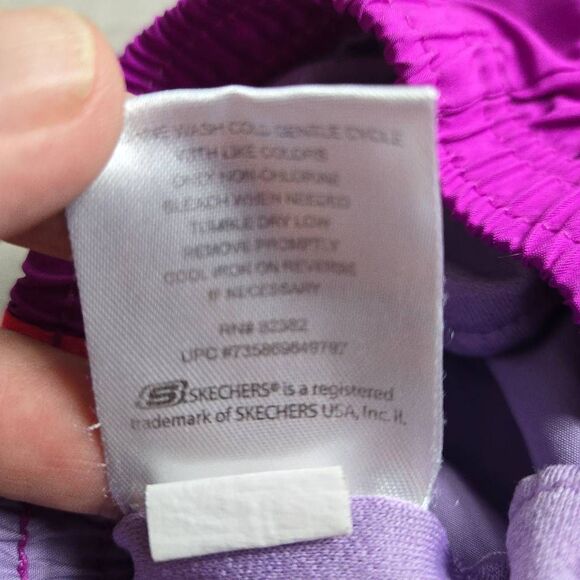 WASH COLD GENTLE CYCLE
WITH LIKE COLORS
ONLY NON-CHLORINE
BLEACH WHEN NEEDED
TUMBLE DRY LOW
REMOVE PROMPTLY
COOL IRON ON REVERSE
IF NECESSARY
RN# 92382
UPC #735869849797
S SKECHERS® is a registered
trademark of SKECHERS USA, Inc. II.